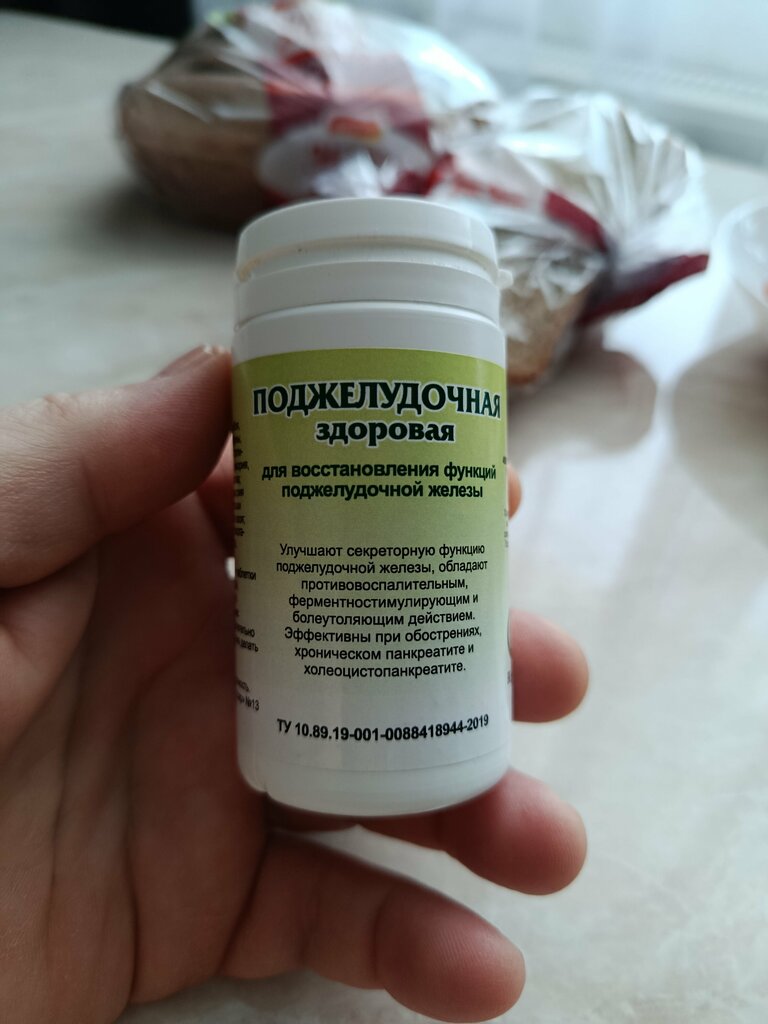 ПОДЖЕЛУДОЧНАЯ
здоровая
для восстановления функций
поджелудочной железы
Улучшают секреторную функцию
поджелудочной железы, обладают
противовоспалительным,
ферментностимулирующим и
болеутоляющим действием.
Эффективны при обострениях,
хроническом панкреатите и
холеоцистопанкреатите.
ТУ 10.89.19-001-0088418944-2019